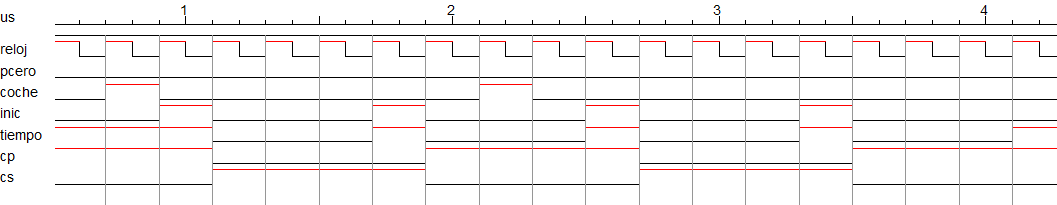 us 1 2 3 4
reloj
pcero
coche
inic
tiempo
cp
cs